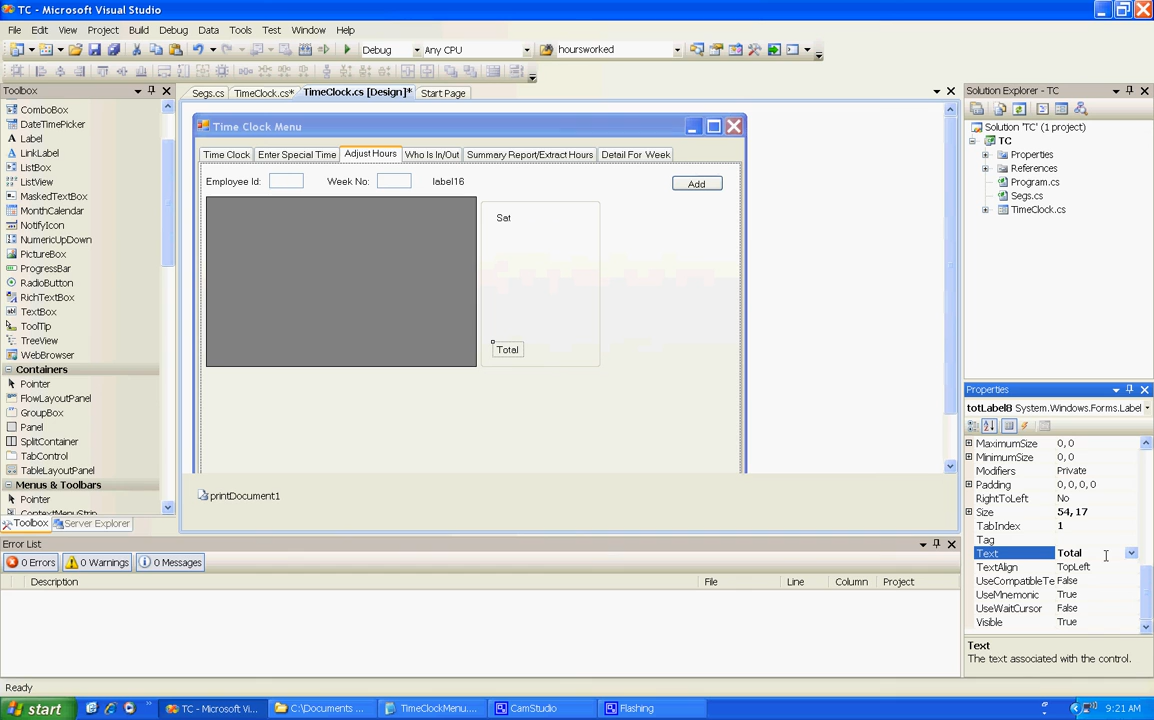 TC - Microsoft Visual Studio
File Edit View Project Build Debug Data Tools Test Window Help
Debug Any CPU hoursworked
Toolbox
Segs.cs TimeClock.cs* TimeClock.cs [Design]* Start Page
Solution Explorer - TC
ComboBox
DateTimePicker
Label
LinkLabel
ListBox
ListView
MaskedTextBox
MonthCalendar
NotifyIcon
NumericUpDown
PictureBox
ProgressBar
RadioButton
RichTextBox
TextBox
ToolTip
TreeView
WebBrowser
Containers
Pointer
FlowLayoutPanel
GroupBox
Panel
SplitContainer
TabControl
TableLayoutPanel
Menus & Toolbars
Pointer
ContextMenuStrip
Toolbox Server Explorer
Time Clock Menu
Time Clock Enter Special Time Adjust Hours Who Is In/Out Summary Report/Extract Hours Detail For Week
Employee Id: Week No: label16 Add
Sat
Total
printDocument1
Solution 'TC' (1 project)
TC
Properties
References
Program.cs
Segs.cs
TimeClock.cs
Properties
totLabel8 System.Windows.Forms.Label
MaximumSize 0, 0
MinimumSize 0, 0
Modifiers Private
Padding 0, 0, 0, 0
RightToLeft No
Size 54, 17
TabIndex 1
Tag
Text Total
TextAlign TopLeft
UseCompatibleTe False
UseMnemonic True
UseWaitCursor False
Visible True
Text
The text associated with the control.
Error List
0 Errors 0 Warnings 0 Messages
Description File Line Column Project
Ready
start TC - Microsoft Vi... C:\Documents ... TimeClockMenu.... CamStudio Flashing 9:21 AM